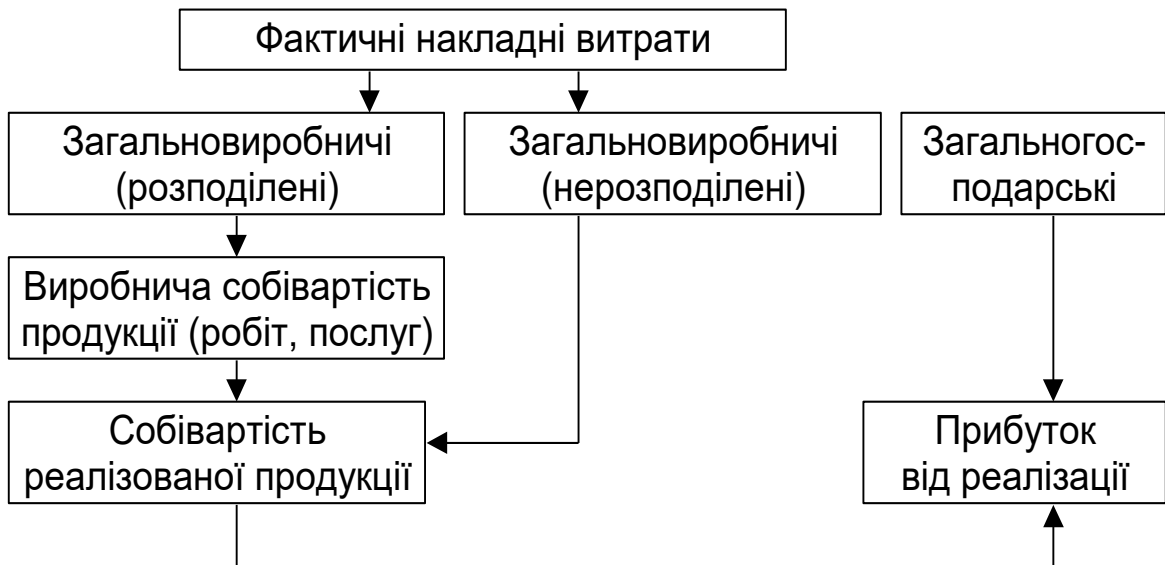 Фактичні накладні витрати
Загальновиробничі
(розподілені)
Загальновиробничі
(нерозподілені)
Загальногос-
подарські
Виробнича собівартість
продукції (робіт, послуг)
Собівартість
реалізованої продукції
Прибуток
від реалізації